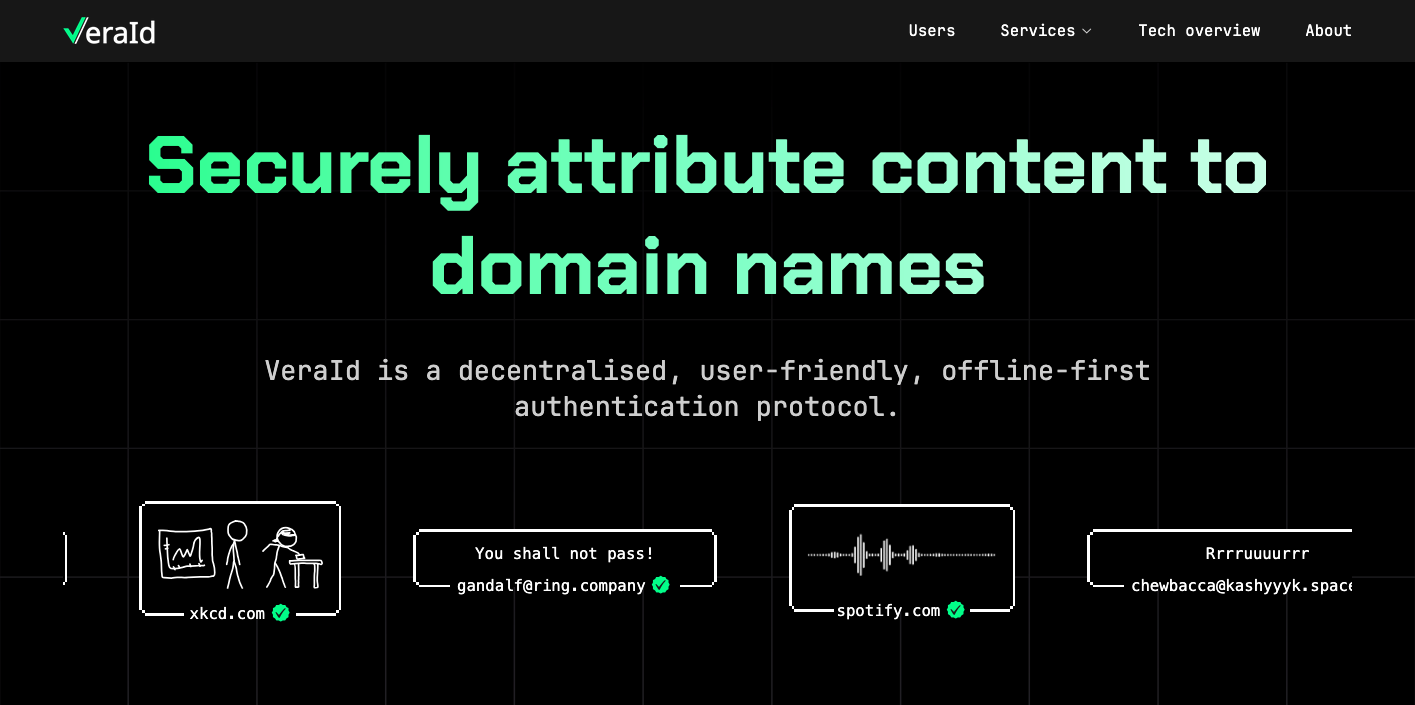 VeraId
Users
Services
Tech overview
About
Securely attribute content to
domain names
VeraId is a decentralised, user-friendly, offline-first
authentication protocol.
xkcd.com
You shall not pass!
gandalf@ring.company
spotify.com
Rrrruuuurrr
chewbacca@kashyyyk.space